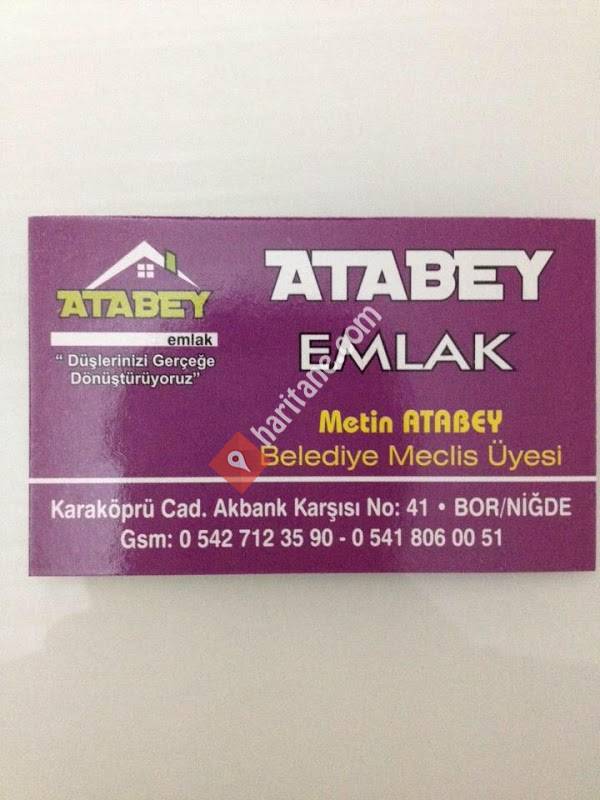 ATABEY
emlak
“ Düşlerinizi Gerçeğe
Dönüştürüyoruz”
ATABEY
EMLAK
Metin ATABEY
Belediye Meclis Üyesi
Karaköprü Cad. Akbank Karşısı No: 41 • BOR/NİĞDE
Gsm: 0 542 712 35 90 - 0 541 806 00 51
haritane.com